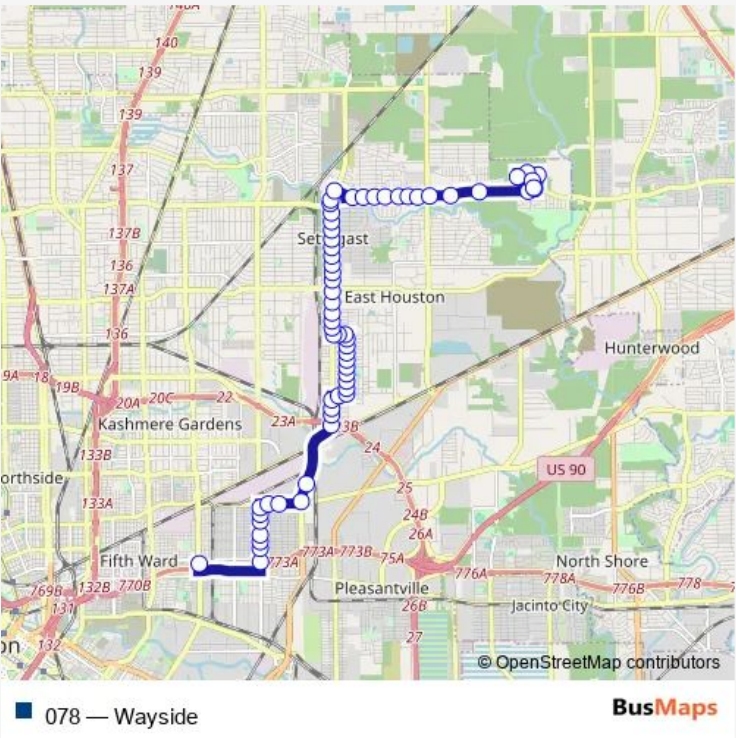 140
139
139
137
137B
136
137A
136
Settegast
East Houston
Hunterwood
9A
18
19B
20A
20C
22
23A
Kashmere Gardens
3B
24
133B
US 90
25
133A
24B
26A
Fifth Ward
773A
773A
773B
75A
North Shore
769B
132B
770B
776A
778A
776B
778
Pleasantville
131
26B
Jacinto City
132
27
© OpenStreetMap contributors
078 — Wayside
BusMaps